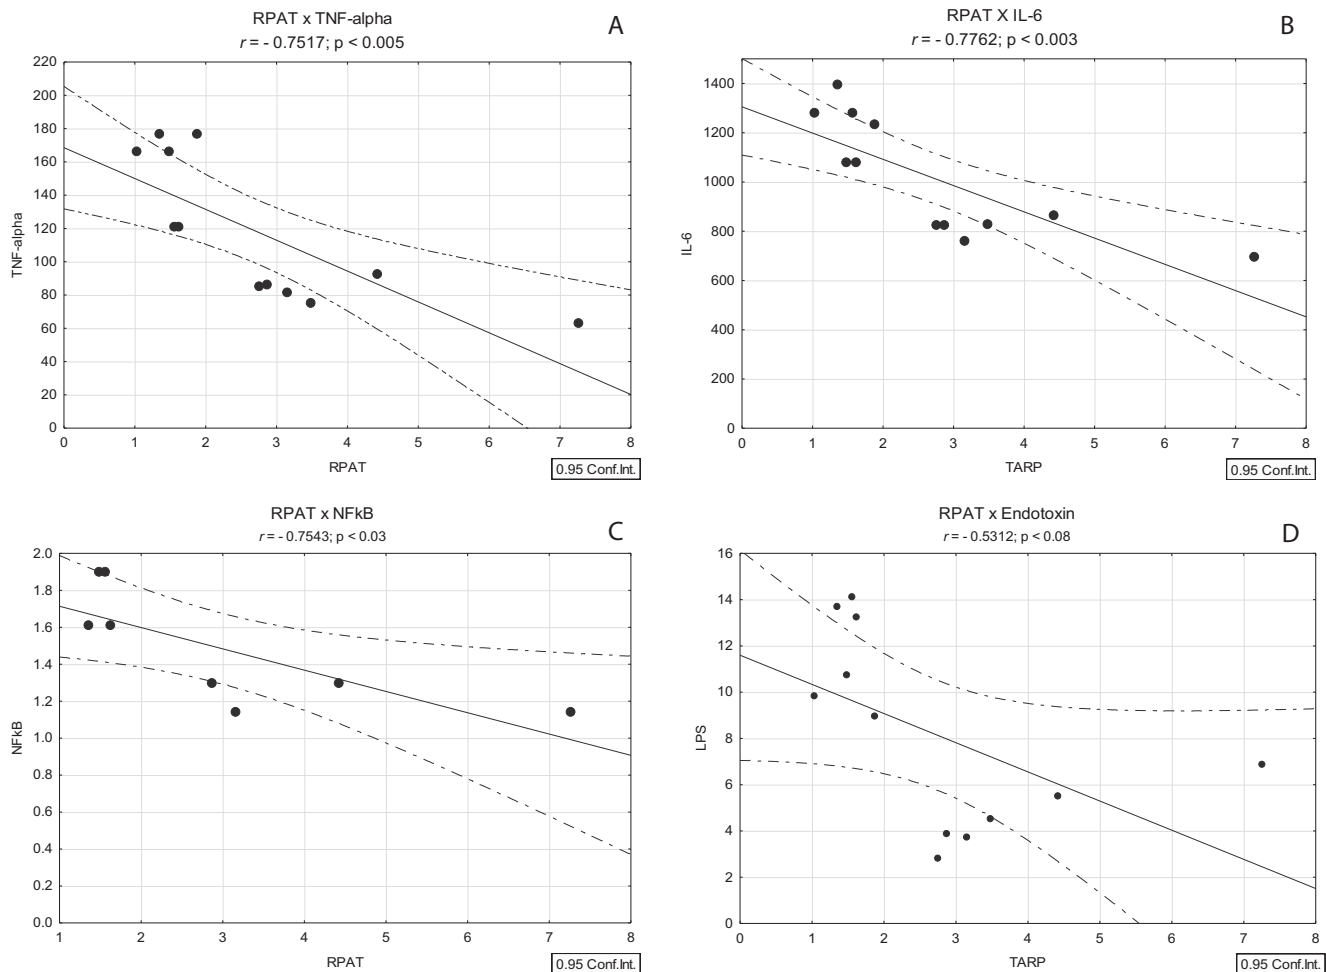 RPAT x TNF-alpha
r = - 0.7517; p < 0.005
A
220
200
180
160
140
120
100
80
60
40
20
0
TNF-alpha
0 1 2 3 4 5 6 7 8
RPAT
0.95 Conf.Int.
RPAT X IL-6
r = - 0.7762; p < 0.003
B
1400
1200
1000
800
600
400
200
0
IL-6
0 1 2 3 4 5 6 7 8
TARP
0.95 Conf.Int.
RPAT x NFkB
r = - 0.7543; p < 0.03
C
2.0
1.8
1.6
1.4
1.2
1.0
0.8
0.6
0.4
0.2
0.0
NFkB
1 2 3 4 5 6 7 8
RPAT
0.95 Conf.Int.
RPAT x Endotoxin
r = - 0.5312; p < 0.08
D
16
14
12
10
8
6
4
2
0
LPS
0 1 2 3 4 5 6 7 8
TARP
0.95 Conf.Int.